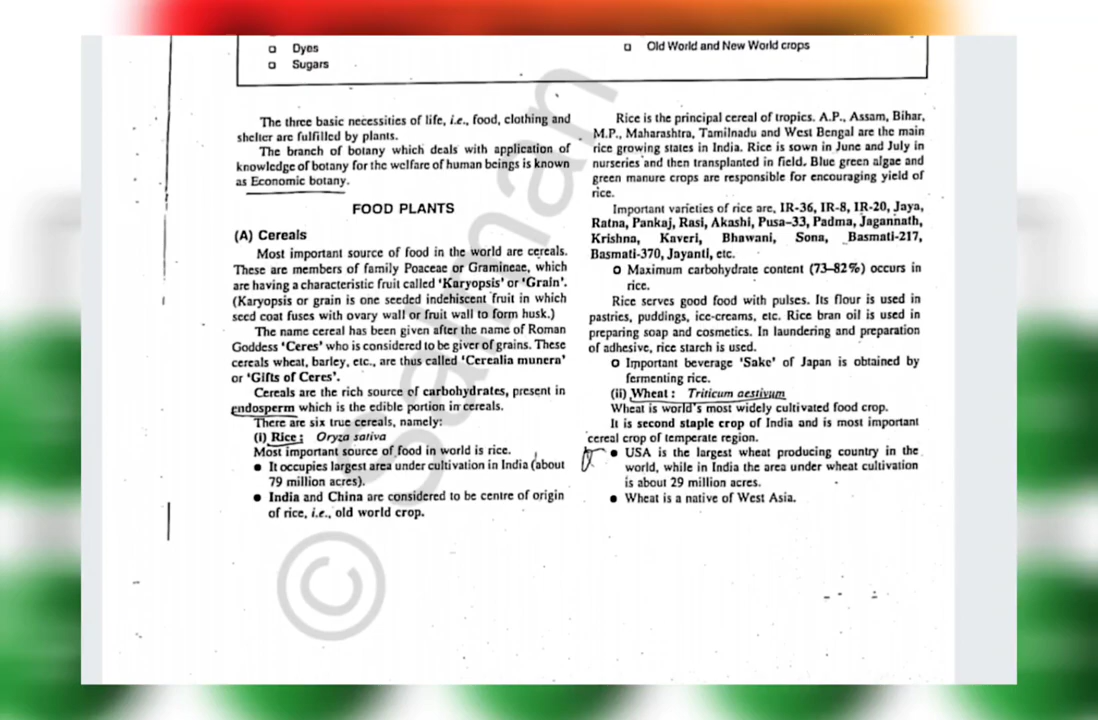 □ Dyes
□ Sugars
□ Old World and New World crops
The three basic necessities of life, i.e., food, clothing and
shelter are fulfilled by plants.
The branch of botany which deals with application of
knowledge of botany for the welfare of human beings is known
as Economic botany.
FOOD PLANTS
(A) Cereals
Most important source of food in the world are cereals.
These are members of family Poaceae or Gramineae, which
are having a characteristic fruit called 'Karyopsis' or 'Grain'.
(Karyopsis or grain is one seeded indehiscent fruit in which
seed coat fuses with ovary wall or fruit wall to form husk.)
The name cereal has been given after the name of Roman
Goddess 'Ceres' who is considered to be giver of grains. These
cereals wheat, barley, etc., are thus called 'Cerealia munera'
or 'Gifts of Ceres'.
Cereals are the rich source of carbohydrates, present in
endosperm which is the edible portion in cereals.
There are six true cereals, namely:
(i) Rice: Oryza sativa
Most important source of food in world is rice.
● It occupies largest area under cultivation in India (about
79 million acres).
● India and China are considered to be centre of origin
of rice, i.e., old world crop.
Rice is the principal cereal of tropics. A.P., Assam, Bihar,
M.P., Maharashtra, Tamilnadu and West Bengal are the main
rice growing states in India. Rice is sown in June and July in
nurseries and then transplanted in field. Blue green algae and
green manure crops are responsible for encouraging yield of
rice.
Important varieties of rice are, IR-36, IR-8, IR-20, Jaya,
Ratna, Pankaj, Rasi, Akashi, Pusa-33, Padma, Jagannath,
Krishna, Kaveri, Bhawani, Sona, Basmati-217,
Basmati-370, Jayanti, etc.
○ Maximum carbohydrate content (73–82%) occurs in
rice.
Rice serves good food with pulses. Its flour is used in
pastries, puddings, ice-creams, etc. Rice bran oil is used in
preparing soap and cosmetics. In laundering and preparation
of adhesive, rice starch is used.
○ Important beverage 'Sake' of Japan is obtained by
fermenting rice.
(ii) Wheat: Triticum aestivum
Wheat is world's most widely cultivated food crop.
It is second staple crop of India and is most important
cereal crop of temperate region.
● USA is the largest wheat producing country in the
world, while in India the area under wheat cultivation
is about 29 million acres.
● Wheat is a native of West Asia.